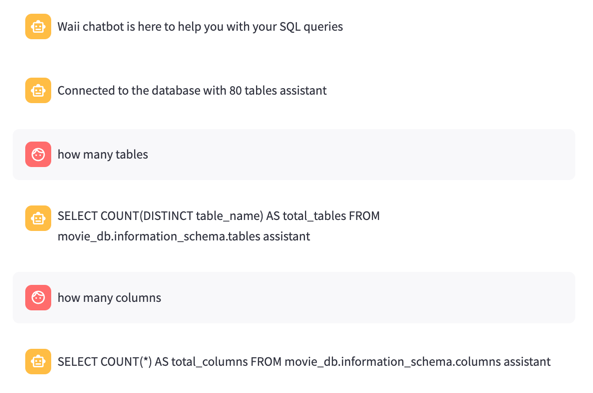 Waii chatbot is here to help you with your SQL queries
Connected to the database with 80 tables assistant
how many tables
SELECT COUNT(DISTINCT table_name) AS total_tables FROM
movie_db.information_schema.tables assistant
how many columns
SELECT COUNT(*) AS total_columns FROM movie_db.information_schema.columns assistant